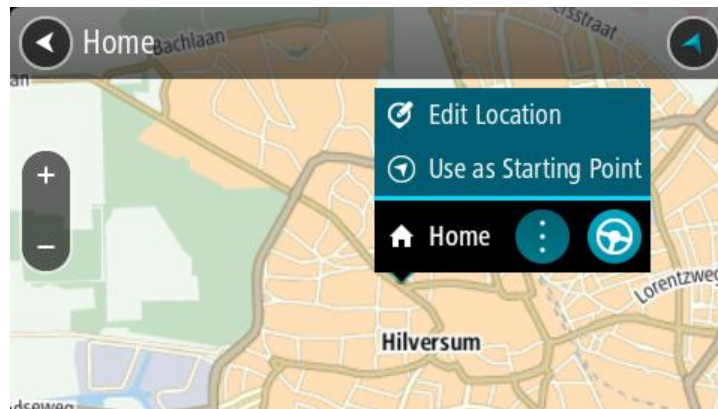 Home
Bachlaan
Edit Location
Use as Starting Point
Home
Lorentzweg
Hilversum